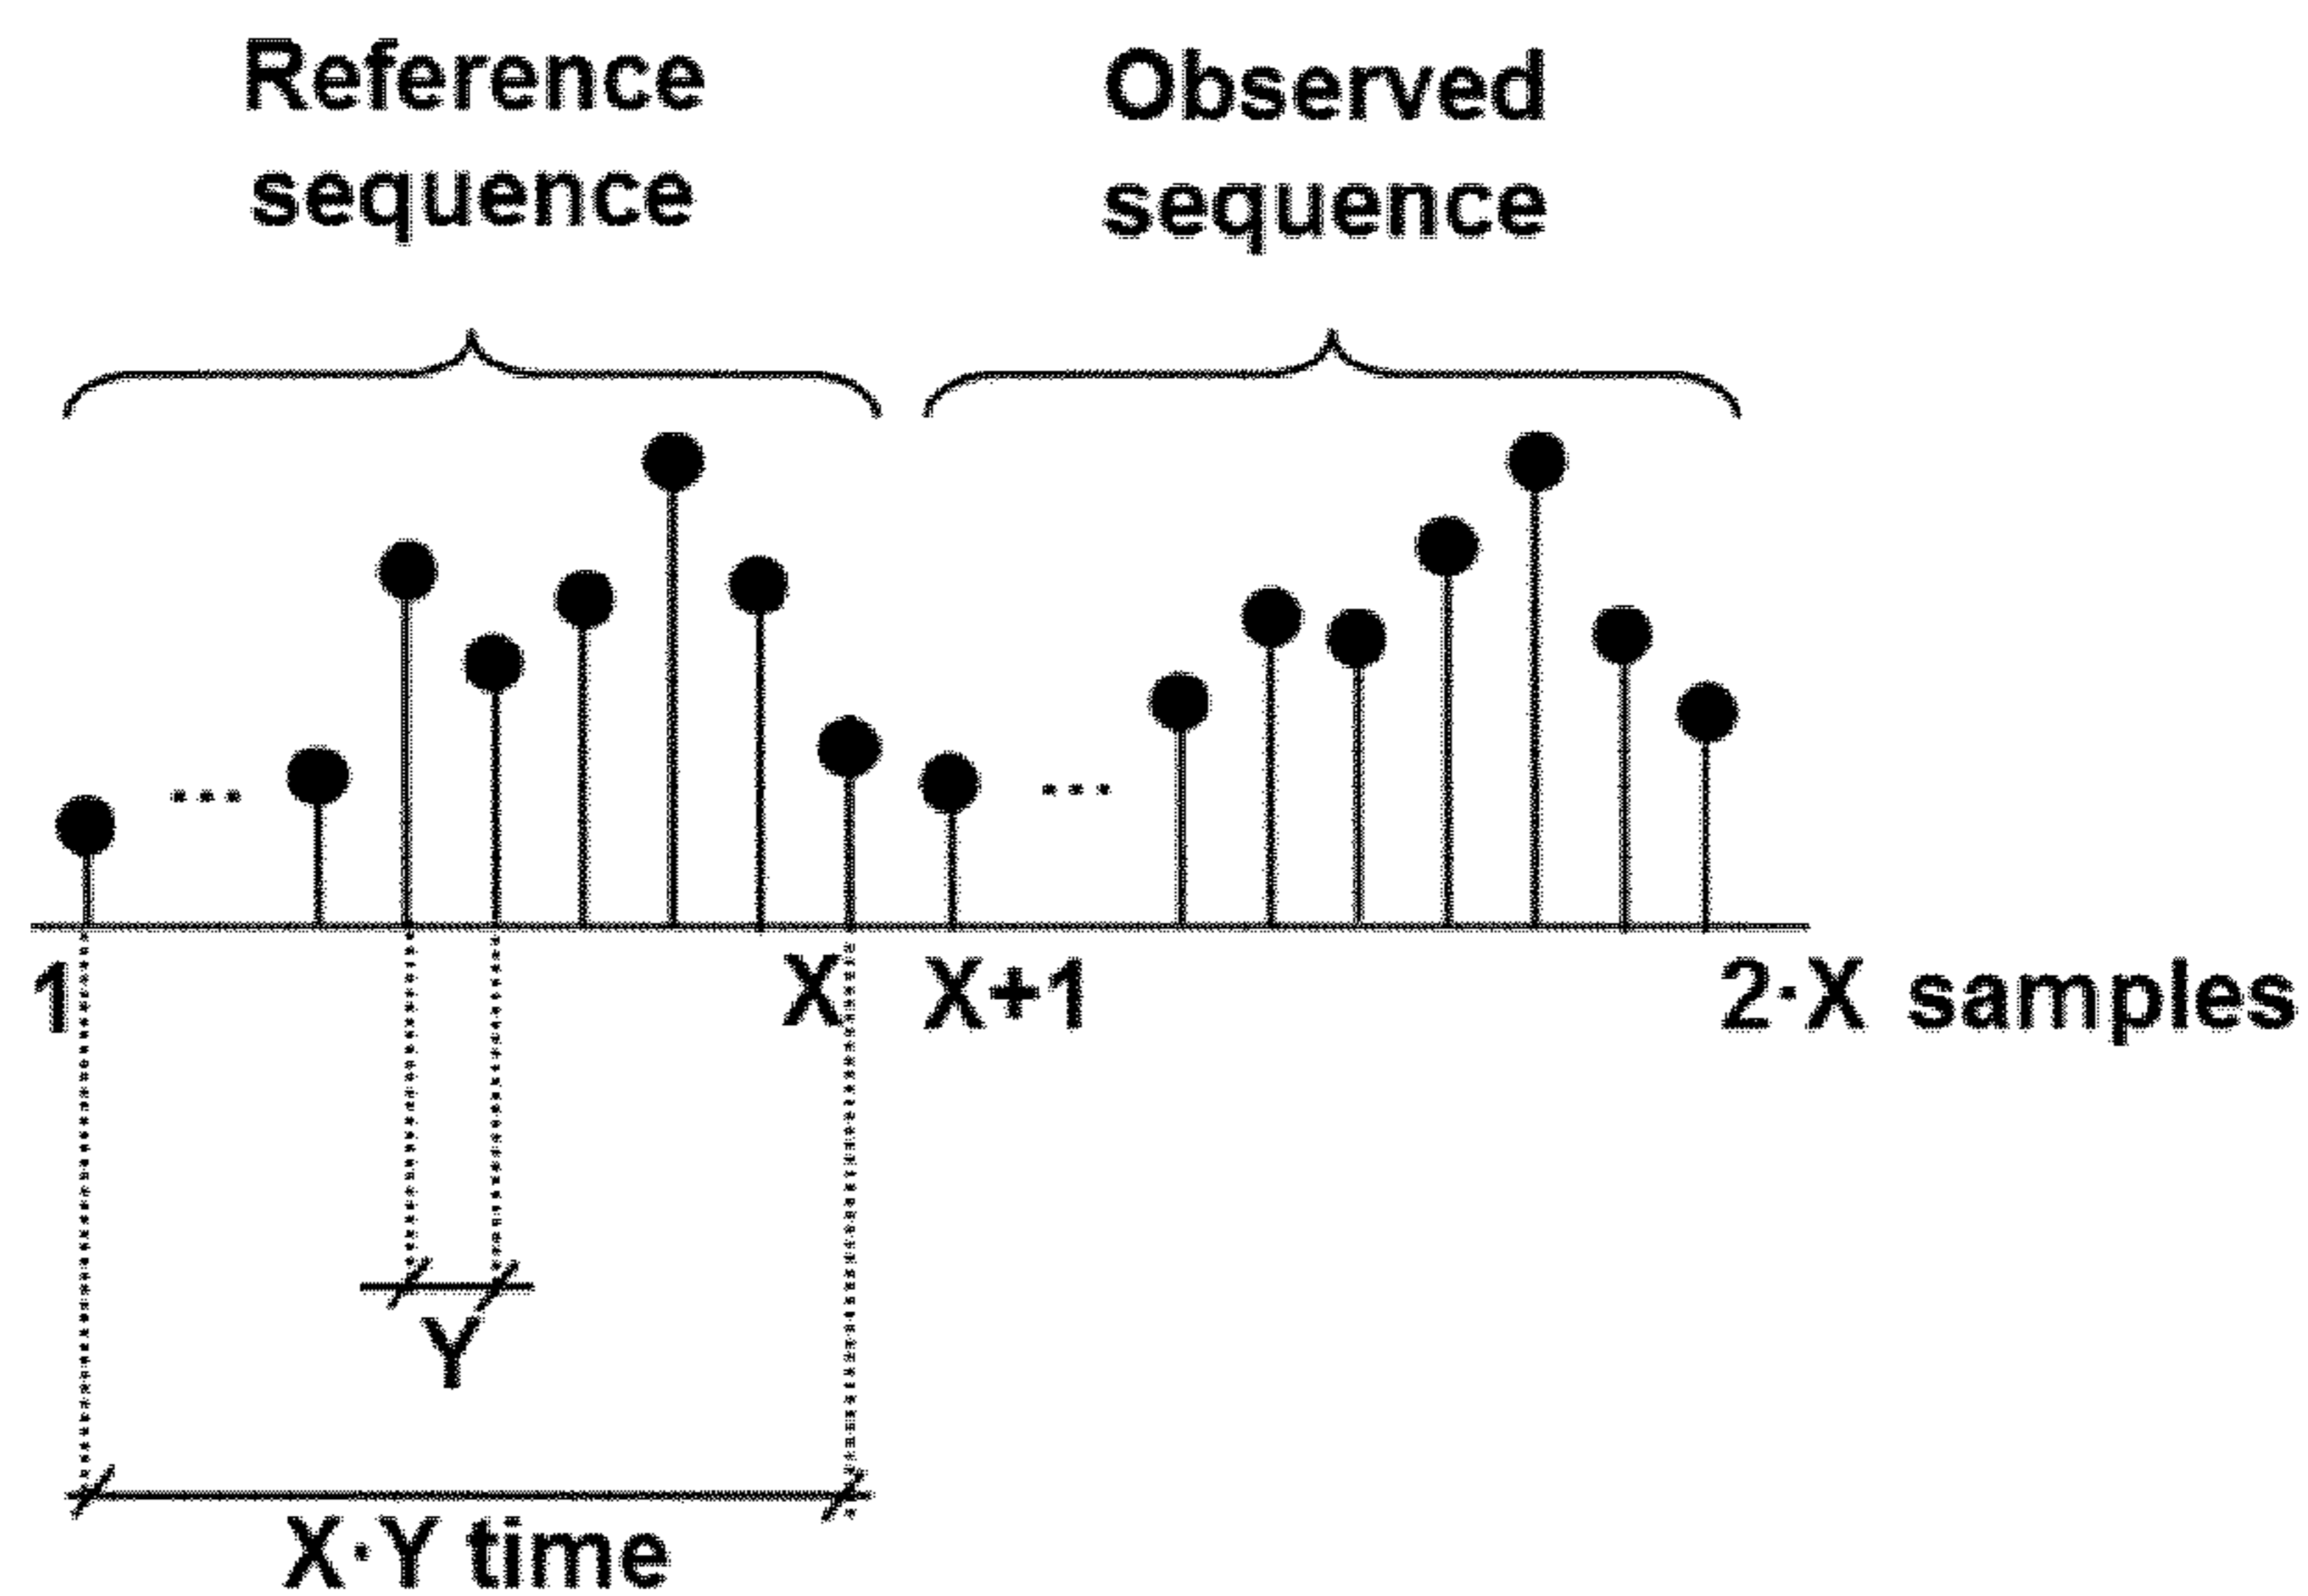 Reference
sequence
Observed
sequence
...
...
1
X
X+1
2·X samples
Y
X·Y time